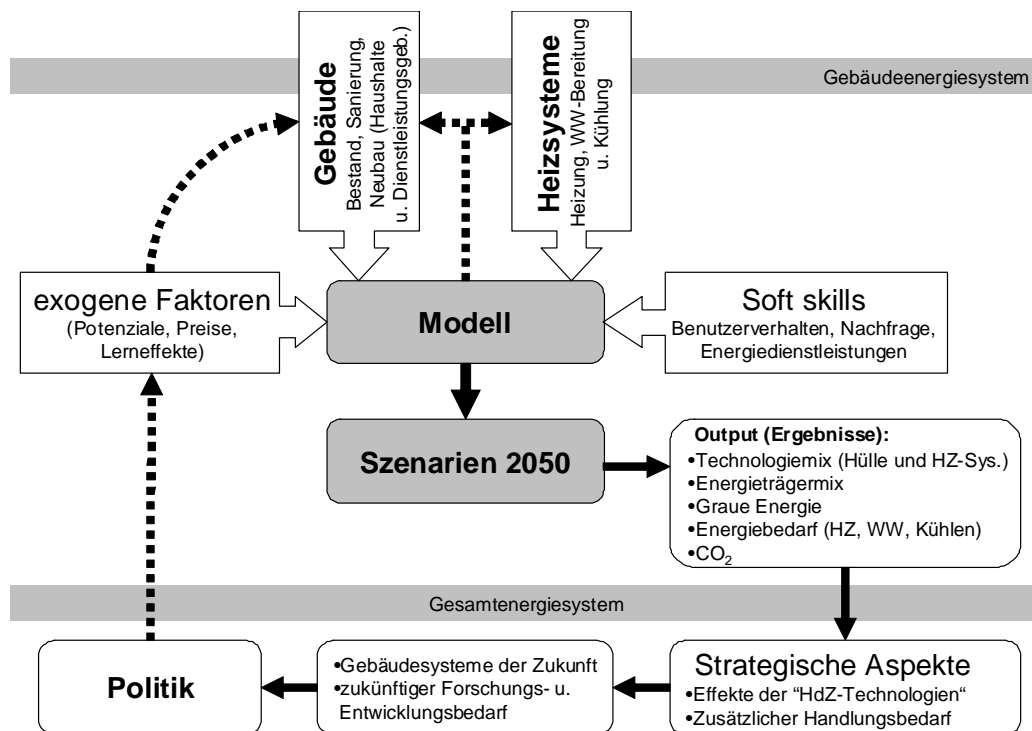 Gebäudeenergiesystem
Gebäude
Bestand, Sanierung,
Neubau (Haushalte
u. Dienstleistungsgeb.)
Heizsysteme
Heizung, WW-Bereitung
u. Kühlung
exogene Faktoren
(Potenziale, Preise,
Lerneffekte)
Modell
Soft skills
Benutzerverhalten, Nachfrage,
Energiedienstleistungen
Szenarien 2050
Output (Ergebnisse):
•Technologiemix (Hülle und HZ-Sys.)
•Energieträgermix
•Graue Energie
•Energiebedarf (HZ, WW, Kühlen)
•CO₂
Gesamtenergiesystem
Strategische Aspekte
•Effekte der “HdZ-Technologien“
•Zusätzlicher Handlungsbedarf
•Gebäudesysteme der Zukunft
•zukünftiger Forschungs- u.
Entwicklungsbedarf
Politik